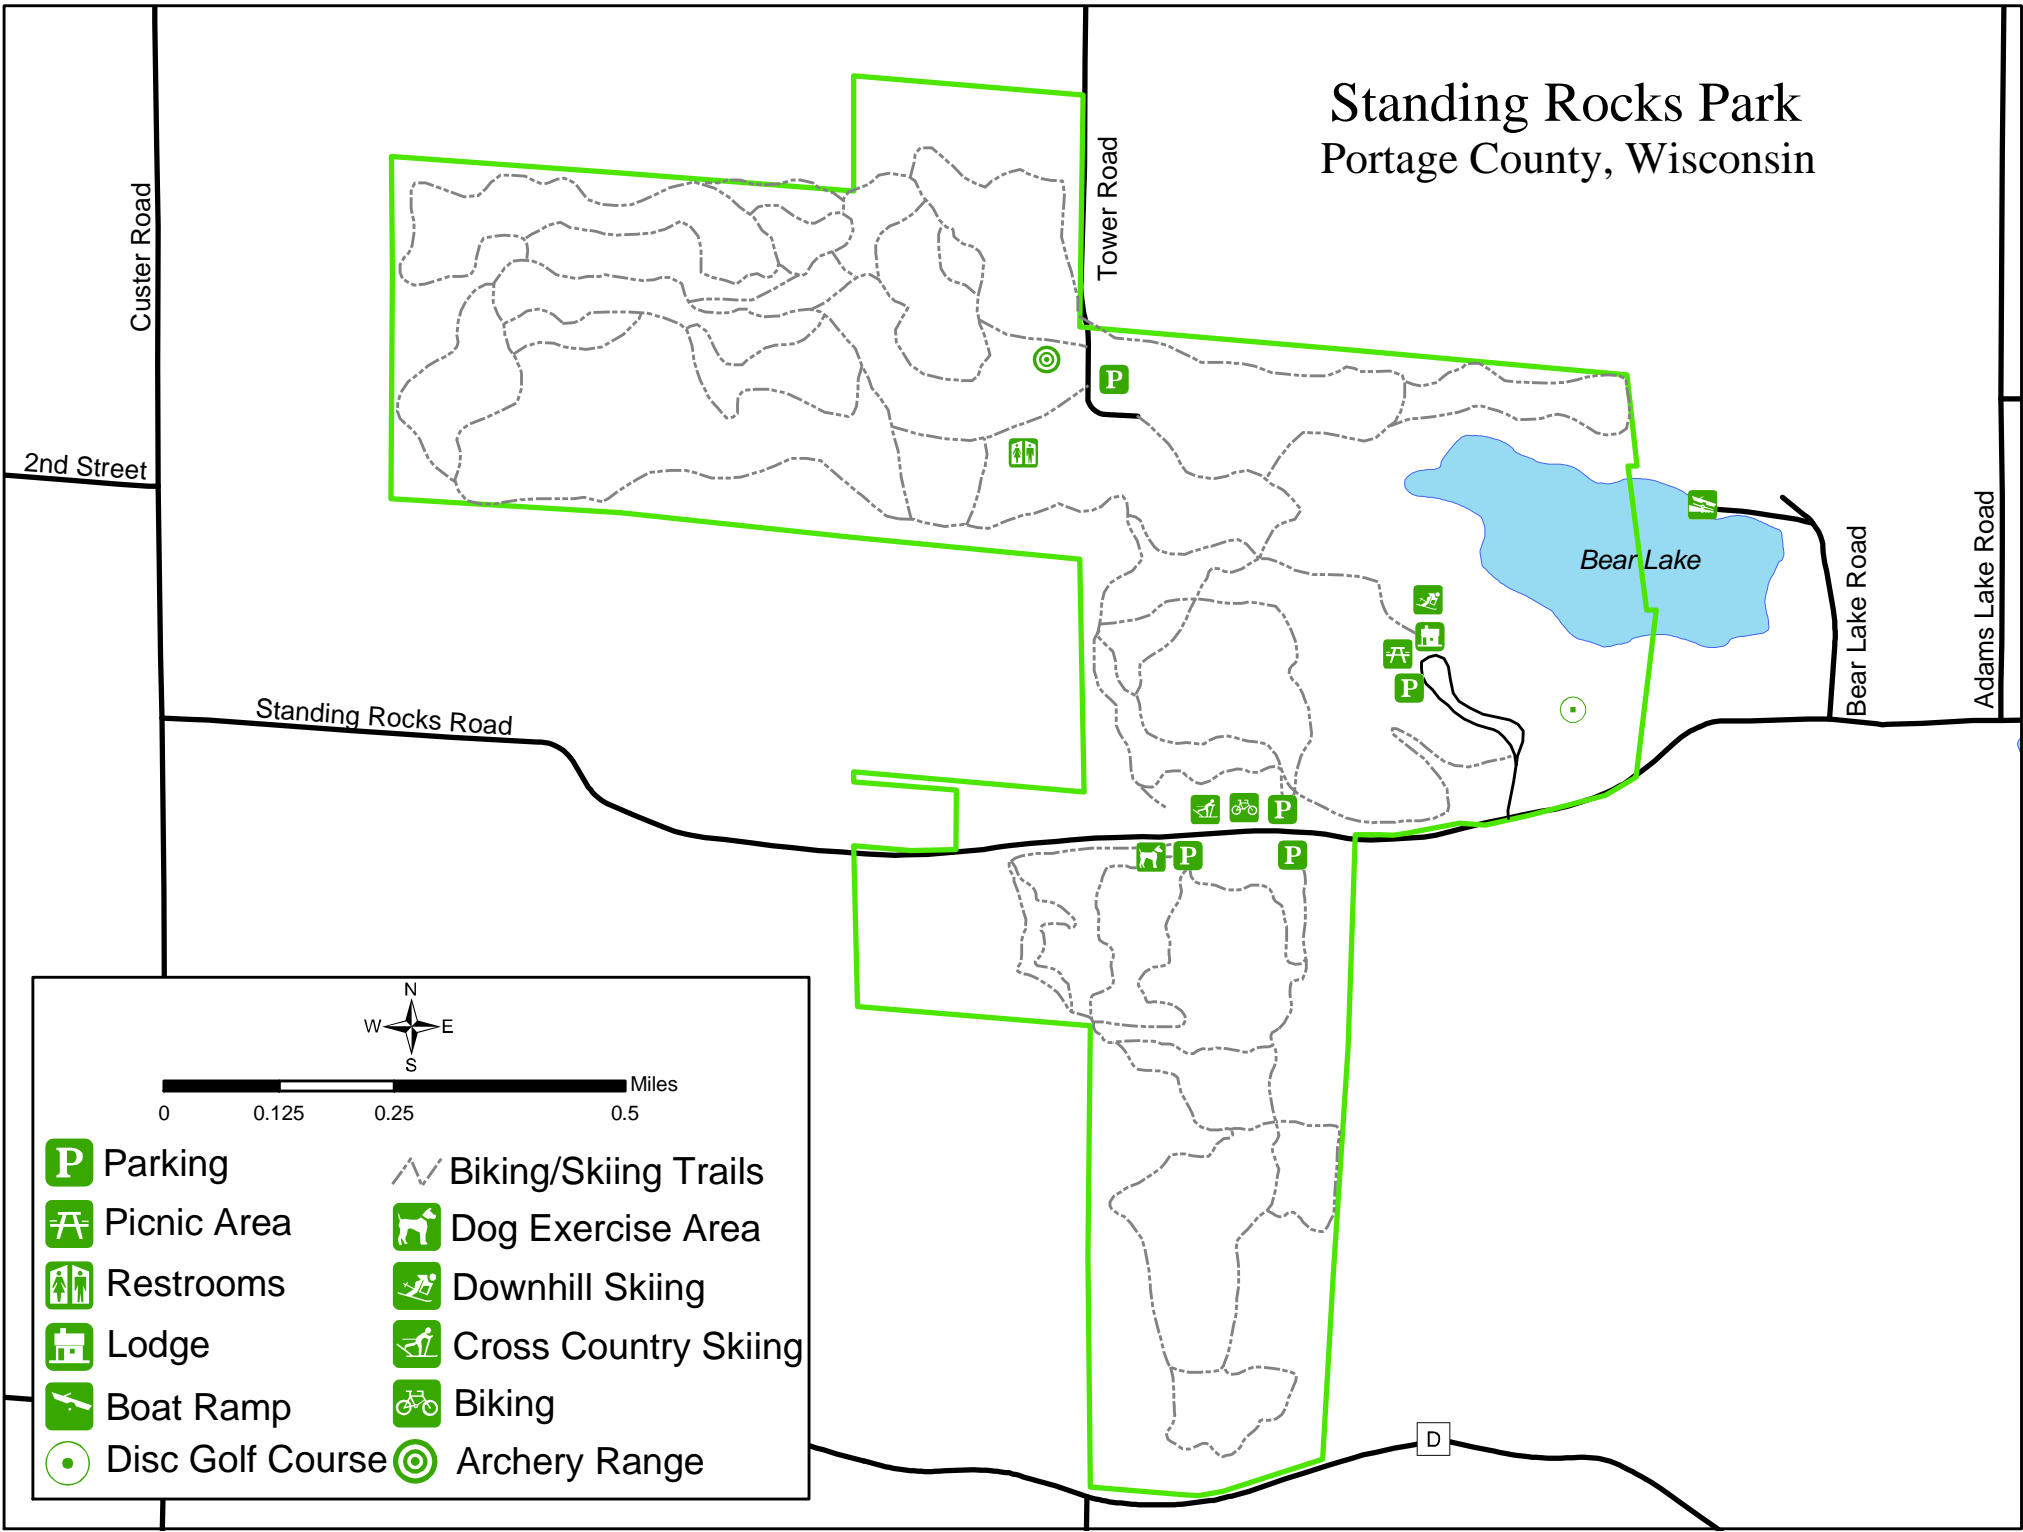 Standing Rocks Park
Portage County, Wisconsin
Custer Road
Tower Road
2nd Street
P
Bear Lake
Bear Lake Road
Adams Lake Road
Standing Rocks Road
P
P
P
P
D
N
W E
S
Miles
0 0.125 0.25 0.5
P Parking
Picnic Area
Restrooms
Lodge
Boat Ramp
Disc Golf Course
Biking/Skiing Trails
Dog Exercise Area
Downhill Skiing
Cross Country Skiing
Biking
Archery Range